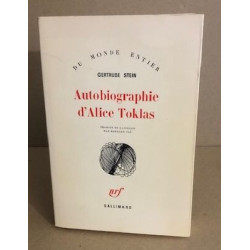 DU MONDE ENTIER
GERTRUDE STEIN
Autobiographie
d'Alice Toklas
nrf
GALLIMARD